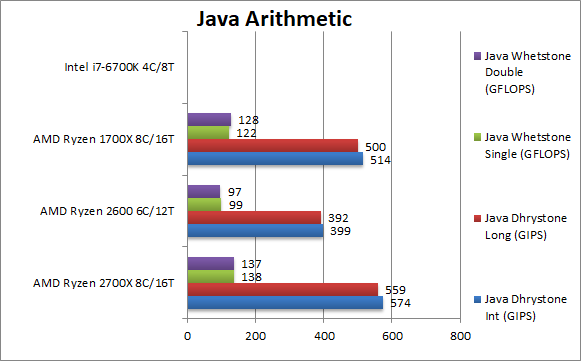 Java Arithmetic
Intel i7-6700K 4C/8T
AMD Ryzen 1700X 8C/16T
128
122
500
514
AMD Ryzen 2600 6C/12T
97
99
392
399
AMD Ryzen 2700X 8C/16T
137
138
559
574
0 200 400 600 800
Java Whetstone
Double
(GFLOPS)
Java Whetstone
Single (GFLOPS)
Java Dhrystone
Long (GIPS)
Java Dhrystone
Int (GIPS)